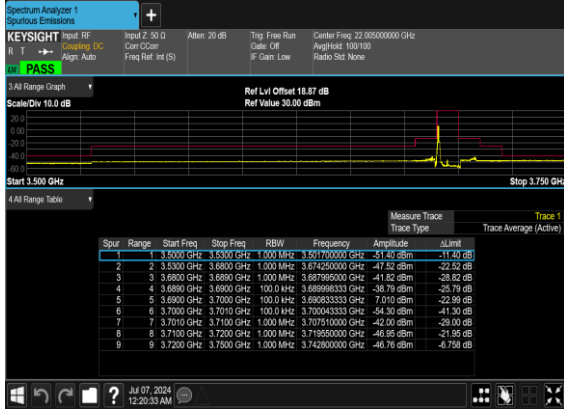 Spectrum Analyzer 1
Spurious Emissions
+
KEYSIGHT Input: RF Input Z: 50 Ω Atten: 20 dB Trig: Free Run Center Freq: 22.005000000 GHz
R T Coupling: DC Corr CCorr Gate: Off Avg|Hold: 100/100
Align: Auto Freq Ref: Int (S) IF Gain: Low Radio Std: None
PASS
3 All Range Graph
Ref Lvl Offset 18.87 dB
Scale/Div 10.0 dB Ref Value 30.00 dBm
20.0
0.00
-20.0
-40.0
-60.0
Start 3.500 GHz Stop 3.750 GHz
4 All Range Table
Measure Trace Trace 1
Trace Type Trace Average (Active)
Spur Range Start Freq Stop Freq RBW Frequency Amplitude ΔLimit
1 1 3.5000 GHz 3.5300 GHz 1.000 MHz 3.501700000 GHz -51.40 dBm -11.40 dB
2 2 3.5300 GHz 3.6800 GHz 1.000 MHz 3.674250000 GHz -47.52 dBm -22.52 dB
3 3 3.6800 GHz 3.6890 GHz 1.000 MHz 3.687995000 GHz -41.82 dBm -28.82 dB
4 4 3.6890 GHz 3.6900 GHz 100.0 kHz 3.689998333 GHz -38.79 dBm -25.79 dB
5 5 3.6900 GHz 3.7000 GHz 100.0 kHz 3.690833333 GHz 7.010 dBm -22.99 dB
6 6 3.7000 GHz 3.7010 GHz 100.0 kHz 3.700043333 GHz -54.30 dBm -41.30 dB
7 7 3.7010 GHz 3.7100 GHz 1.000 MHz 3.707510000 GHz -42.00 dBm -29.00 dB
8 8 3.7100 GHz 3.7200 GHz 1.000 MHz 3.719550000 GHz -46.95 dBm -21.95 dB
9 9 3.7200 GHz 3.7500 GHz 1.000 MHz 3.742800000 GHz -46.76 dBm -6.758 dB
? Jul 07, 2024
12:20:33 AM